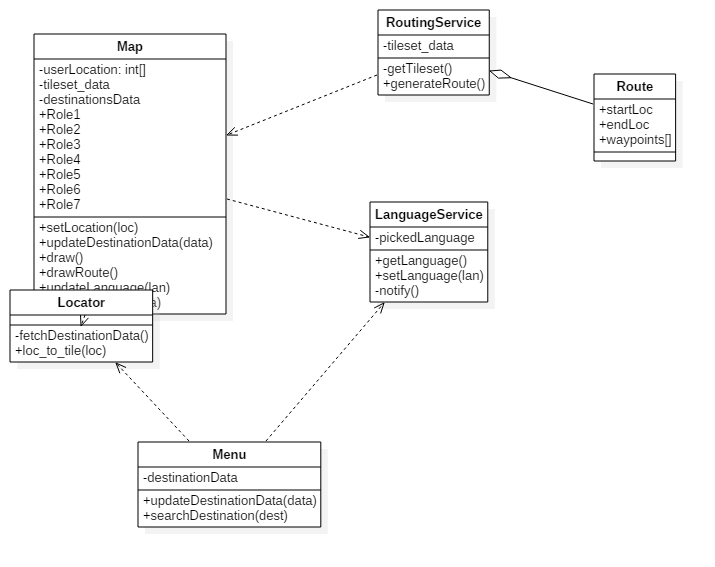 Map
-userLocation: int[]
-tileset_data
-destinationsData
+Role1
+Role2
+Role3
+Role4
+Role5
+Role6
+Role7
+setLocation(loc)
+updateDestinationData(data)
+draw()
+drawRoute()
+updateLanguage(lan)
Locator
-fetchDestinationData()
+loc_to_tile(loc)
RoutingService
-tileset_data
-getTileset()
+generateRoute()
Route
+startLoc
+endLoc
+waypoints[]
LanguageService
-pickedLanguage
+getLanguage()
+setLanguage(lan)
-notify()
Menu
-destinationData
+updateDestinationData(data)
+searchDestination(dest)